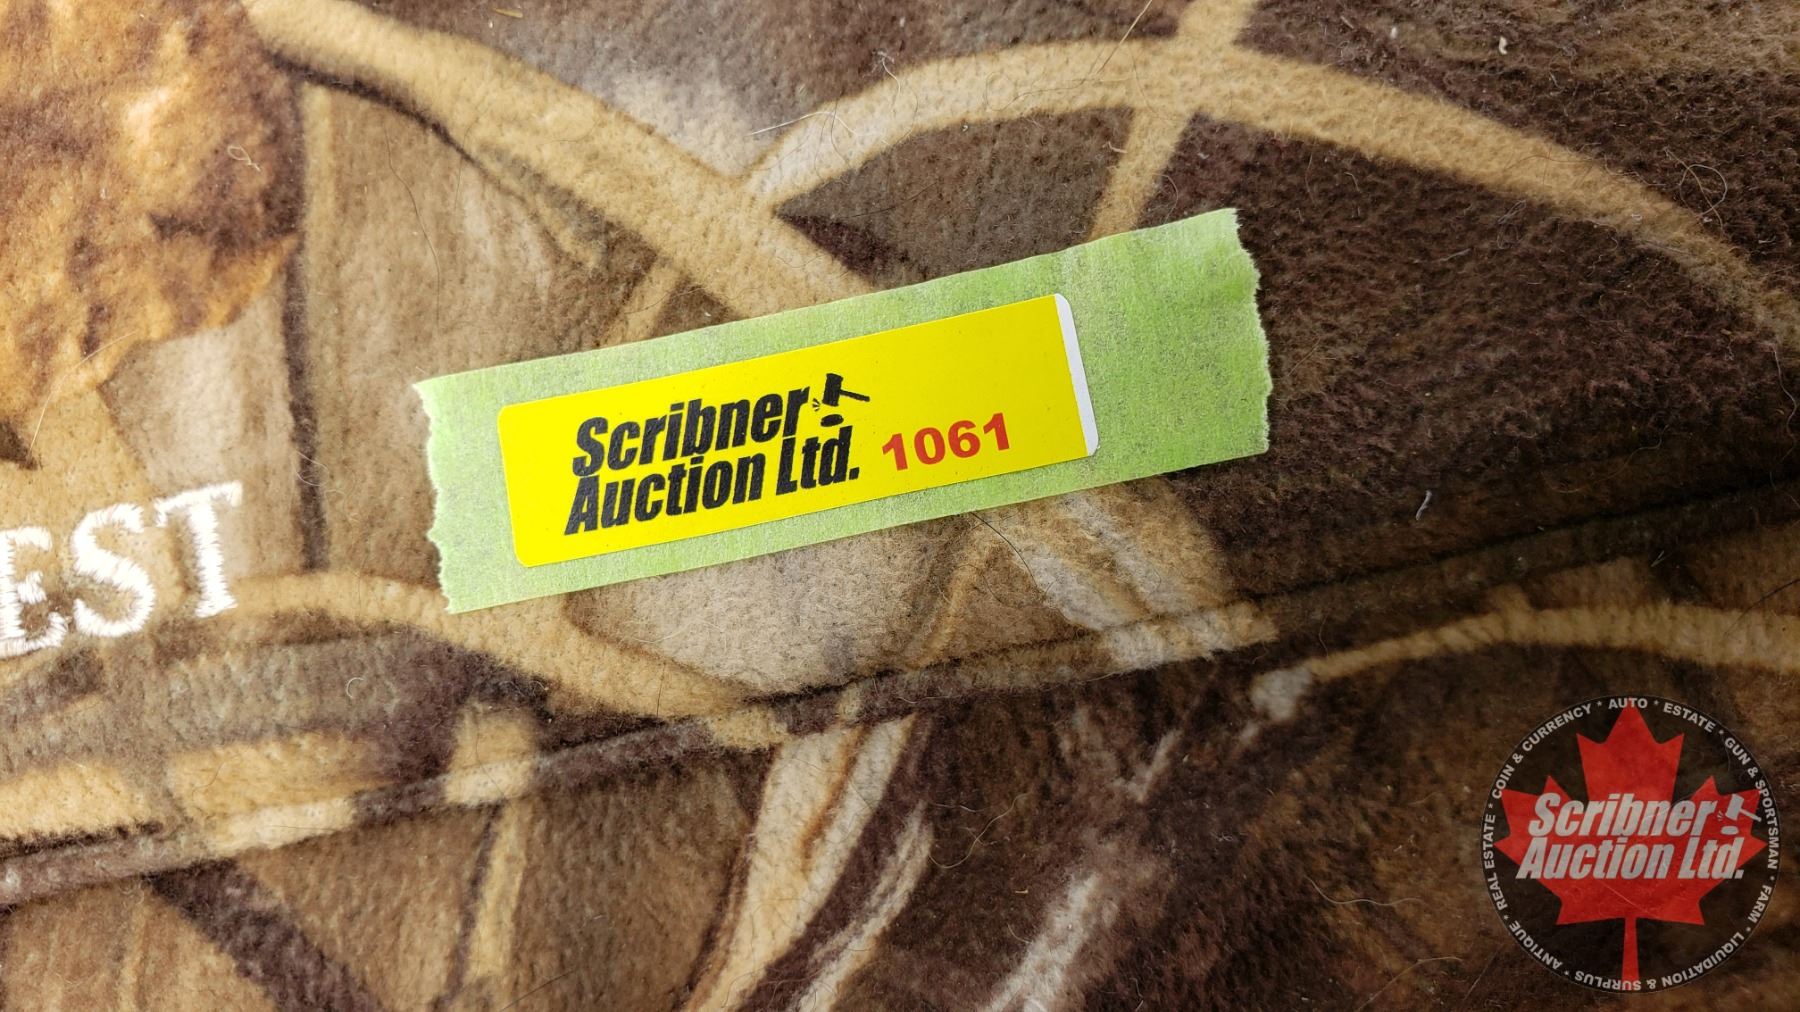 Scribner
Auction Ltd. 1061
EST
REAL ESTATE * COIN & CURRENCY * AUTO * ESTATE * GUN & SPORTSMAN * FARM * LIQUIDATION & SURPLUS * ANTIQUE *
Scribner
Auction Ltd.